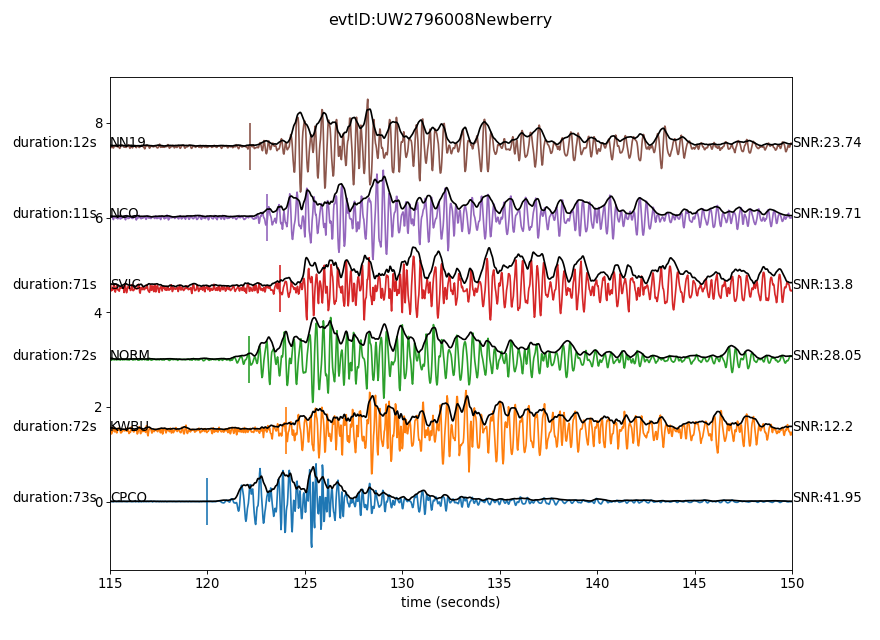 evtID:UW2796008Newberry
8
duration:12s NN19 SNR:23.74
duration:11s NCO SNR:19.71
6
duration:71s SVIC SNR:13.8
4
duration:72s NORM SNR:28.05
2
duration:72s KWBU SNR:12.2
duration:73s CPCO SNR:41.95
0
115 120 125 130 135 140 145 150
time (seconds)